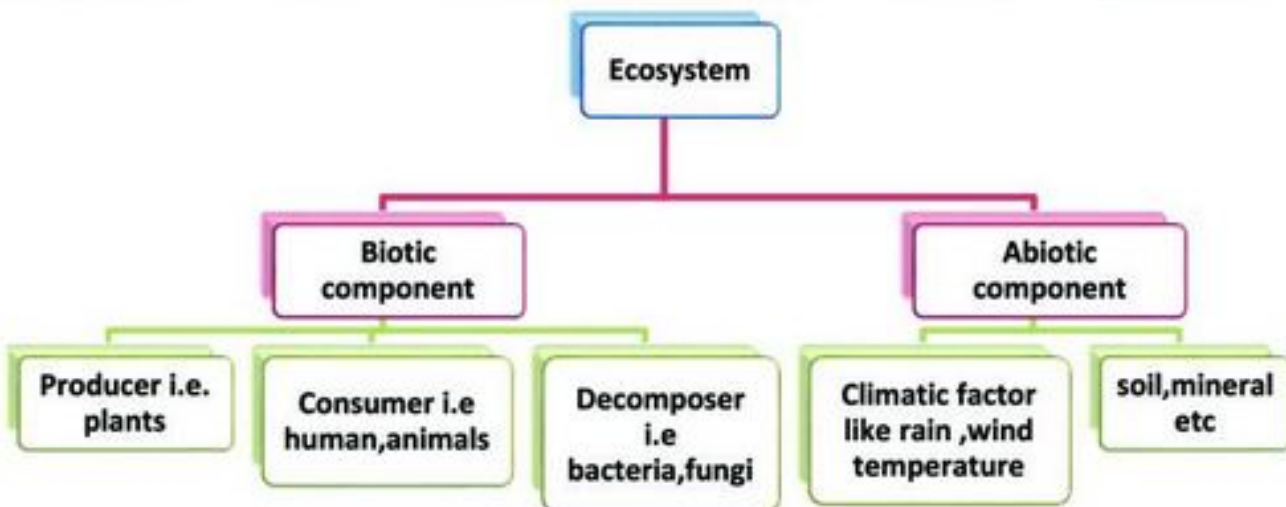 Ecosystem
Biotic
component
Abiotic
component
Producer i.e.
plants
Consumer i.e
human,animals
Decomposer
i.e
bacteria,fungi
Climatic factor
like rain ,wind
temperature
soil,mineral
etc